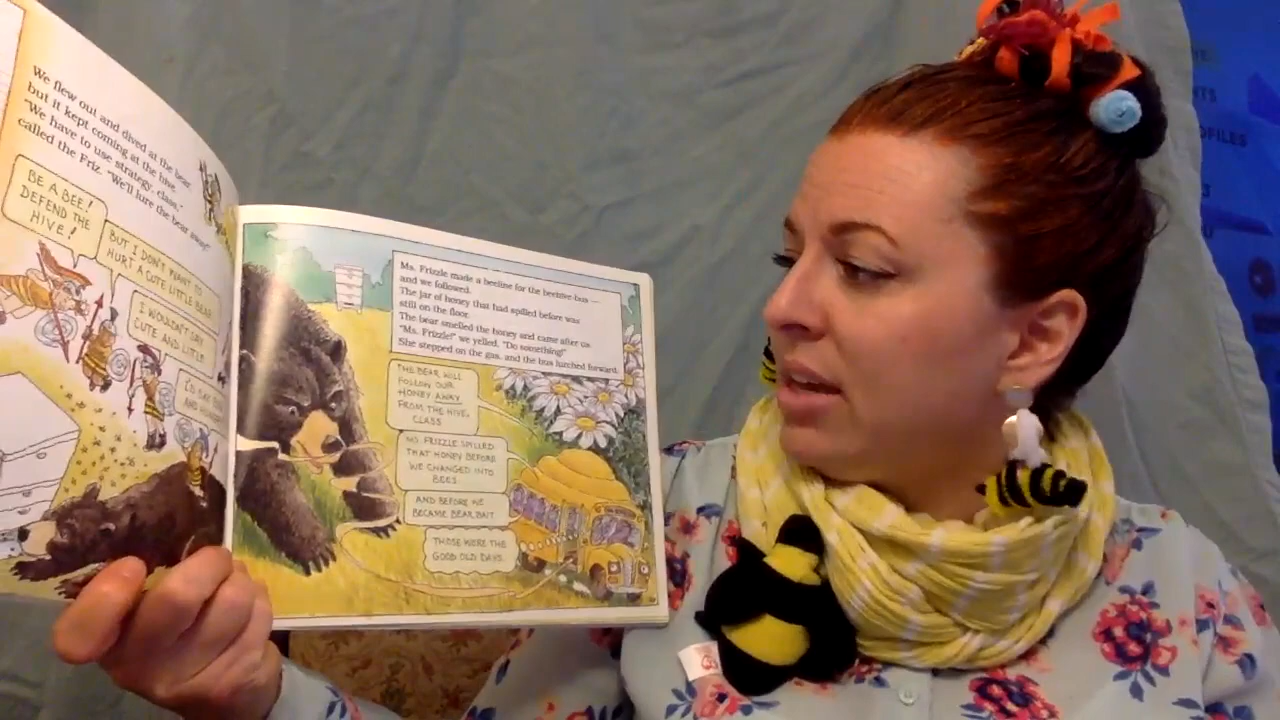 We flew out and dived at the bear,
but it kept coming at the hive.
"We have to use strategy, class,"
called the Friz. "We'll lure the bear away!"
BE A BEE!
DEFEND THE
HIVE!
BUT I DON'T WANT TO
HURT A CUTE LITTLE BEAR.
I WOULDN'T SAY
CUTE AND LITTLE.
I'D SAY
AND
Ms. Frizzle made a beeline for the beehive-bus —
and we followed.
The jar of honey that had spilled before was
still on the floor.
The bear smelled the honey and came after us.
"Ms. Frizzle!" we yelled. "Do something!"
She stepped on the gas, and the bus lurched forward.
THE BEAR WILL
FOLLOW OUR
HONEY AWAY
FROM THE HIVE,
CLASS.
MS. FRIZZLE SPILLED
THAT HONEY BEFORE
WE CHANGED INTO
BEES.
AND BEFORE WE
BECAME BEAR BAIT.
THOSE WERE THE
GOOD OLD DAYS.
OFILES